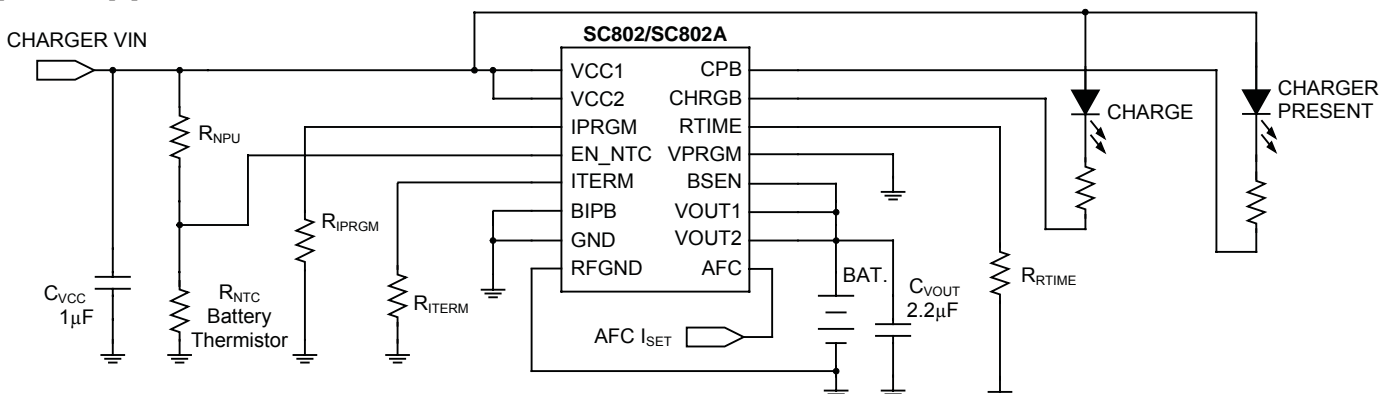 SC802/SC802A
CHARGER VIN
VCC1
VCC2
IPRGM
EN_NTC
ITERM
BIPB
GND
RFGND
CPB
CHRGB
RTIME
VPRGM
BSEN
VOUT1
VOUT2
AFC
CHARGE
CHARGER
PRESENT
RNPU
RIPRGM
RITERM
CVCC
1μF
RNTC
Battery
Thermistor
AFC ISET
BAT.
CVOUT
2.2μF
RRTIME